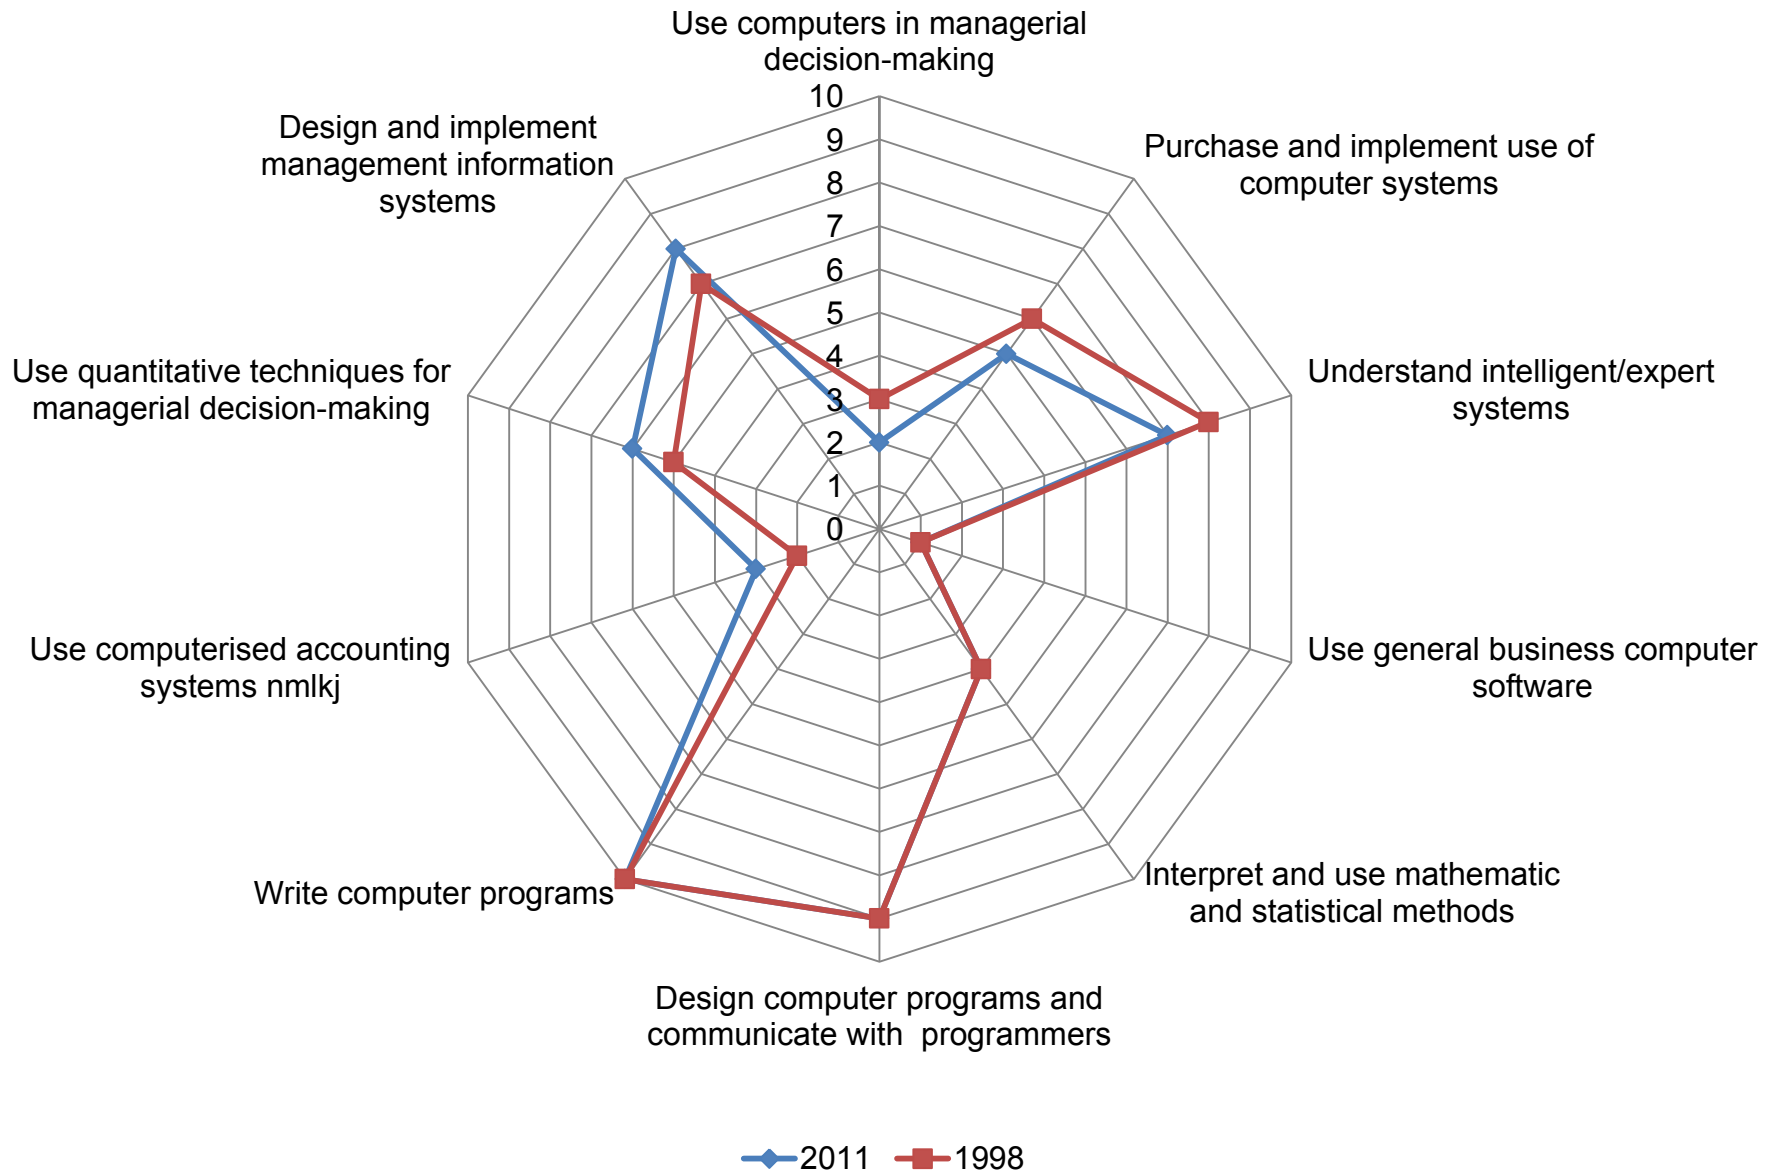 Use computers in managerial
decision-making
Purchase and implement use of
computer systems
Understand intelligent/expert
systems
Use general business computer
software
Interpret and use mathematic
and statistical methods
Design computer programs and
communicate with  programmers
Write computer programs
Use computerised accounting
systems nmlkj
Use quantitative techniques for
managerial decision-making
Design and implement
management information
systems
10
9
8
7
6
5
4
3
2
1
0
2011 1998